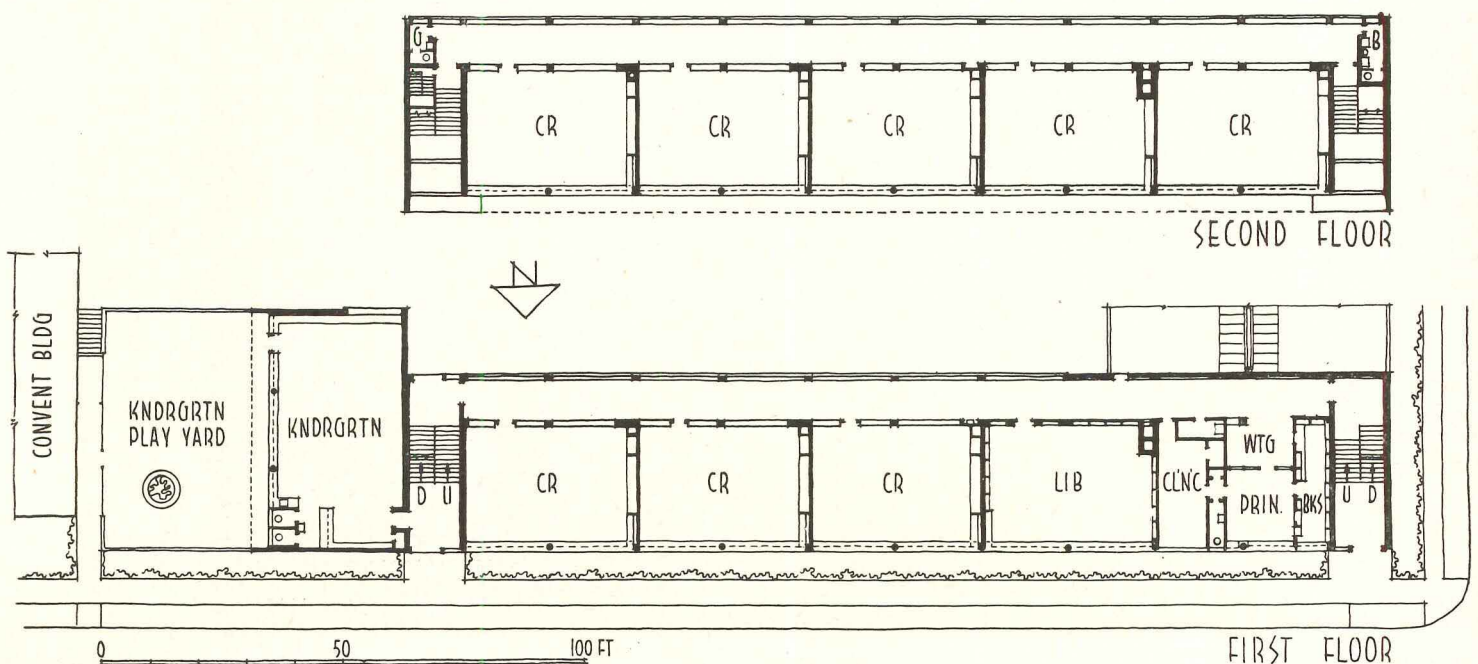 G
B
CR
CR
CR
CR
CR
SECOND FLOOR
N
CONVENT BLDG
KNDRGRTN
PLAY YARD
KNDRGRTN
D U
CR
CR
CR
LIB
CL'N'C
WTG
PRIN.
BKS
U D
0 50 100 FT
FIRST FLOOR